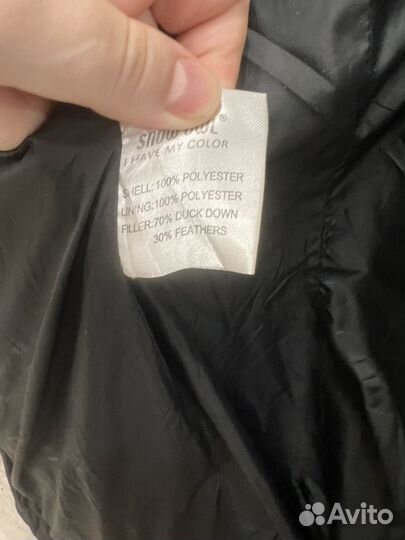 SNOW OWL®
I HAVE MY COLOR
SHELL:100% POLYESTER
LINING:100% POLYESTER
FILLER:70% DUCK DOWN
30% FEATHERS
Avito